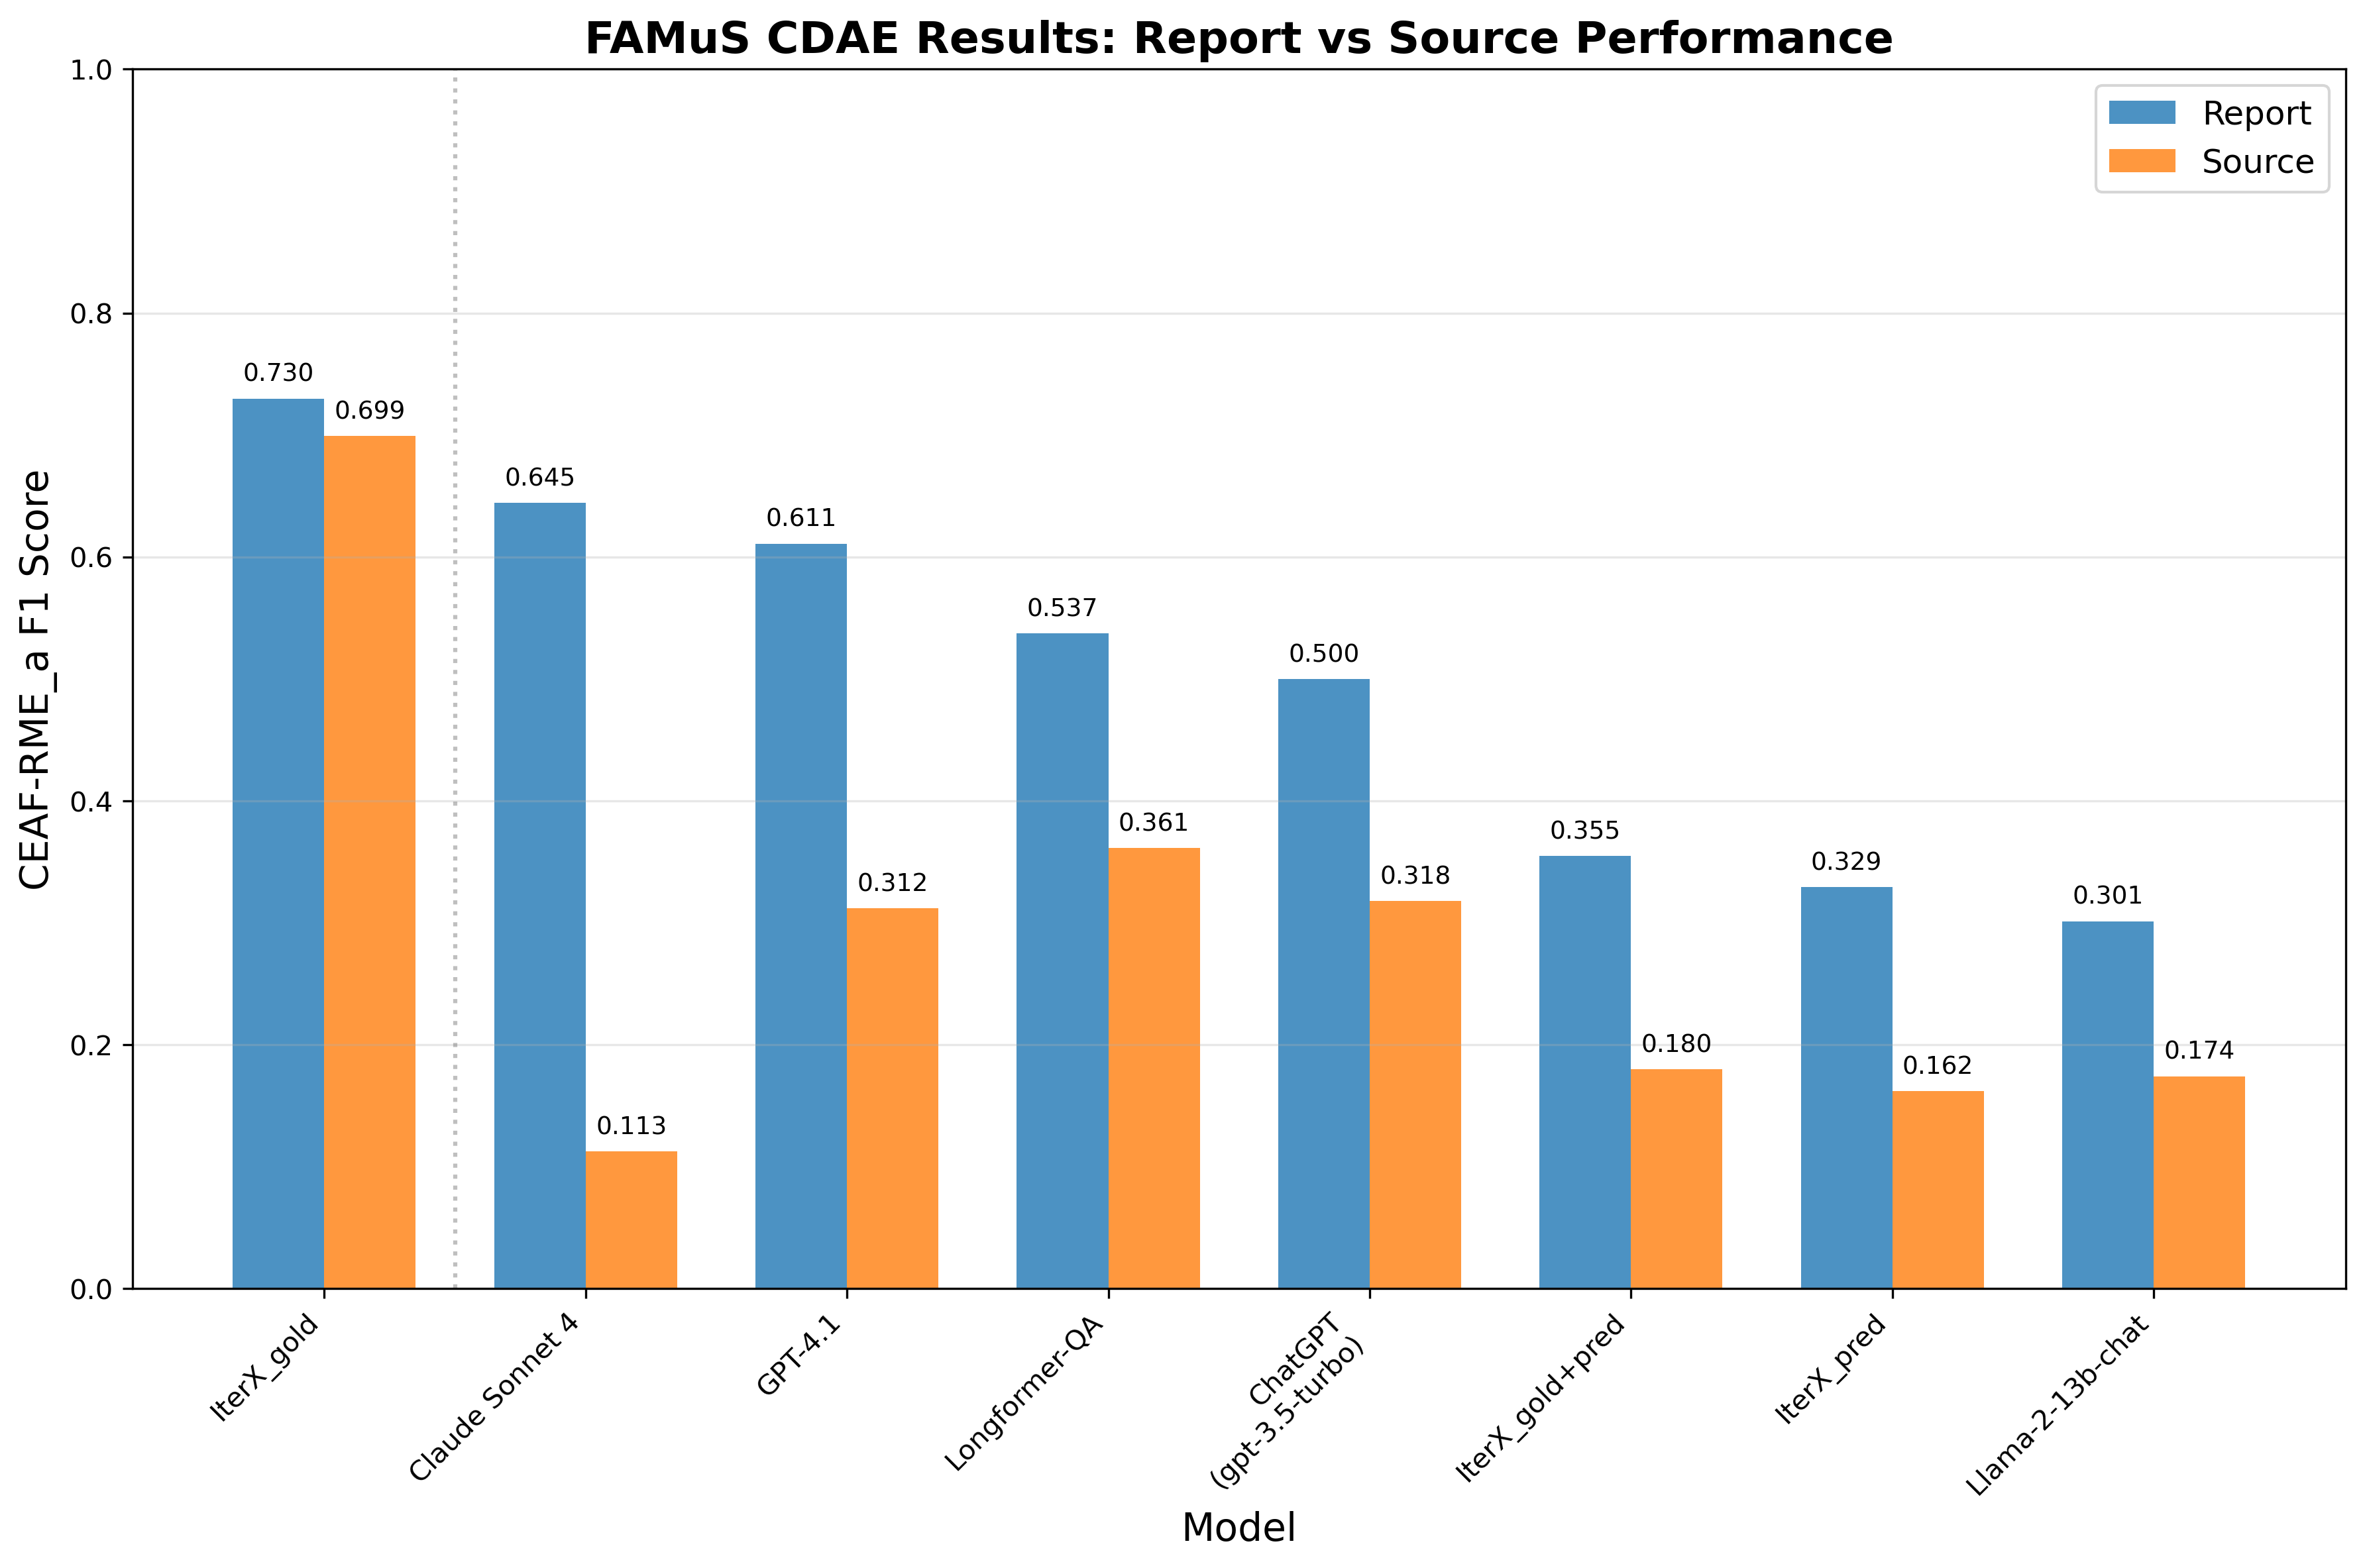 FAMuS CDAE Results: Report vs Source Performance
Report
Source
CEAF-RME_a F1 Score
1.0
0.8
0.6
0.4
0.2
0.0
0.730
0.699
0.645
0.113
0.611
0.312
0.537
0.361
0.500
0.318
0.355
0.180
0.329
0.162
0.301
0.174
IterX_gold
Claude Sonnet 4
GPT-4.1
Longformer-QA
ChatGPT
(gpt-3.5-turbo)
IterX_gold+pred
IterX_pred
Llama-2-13b-chat
Model